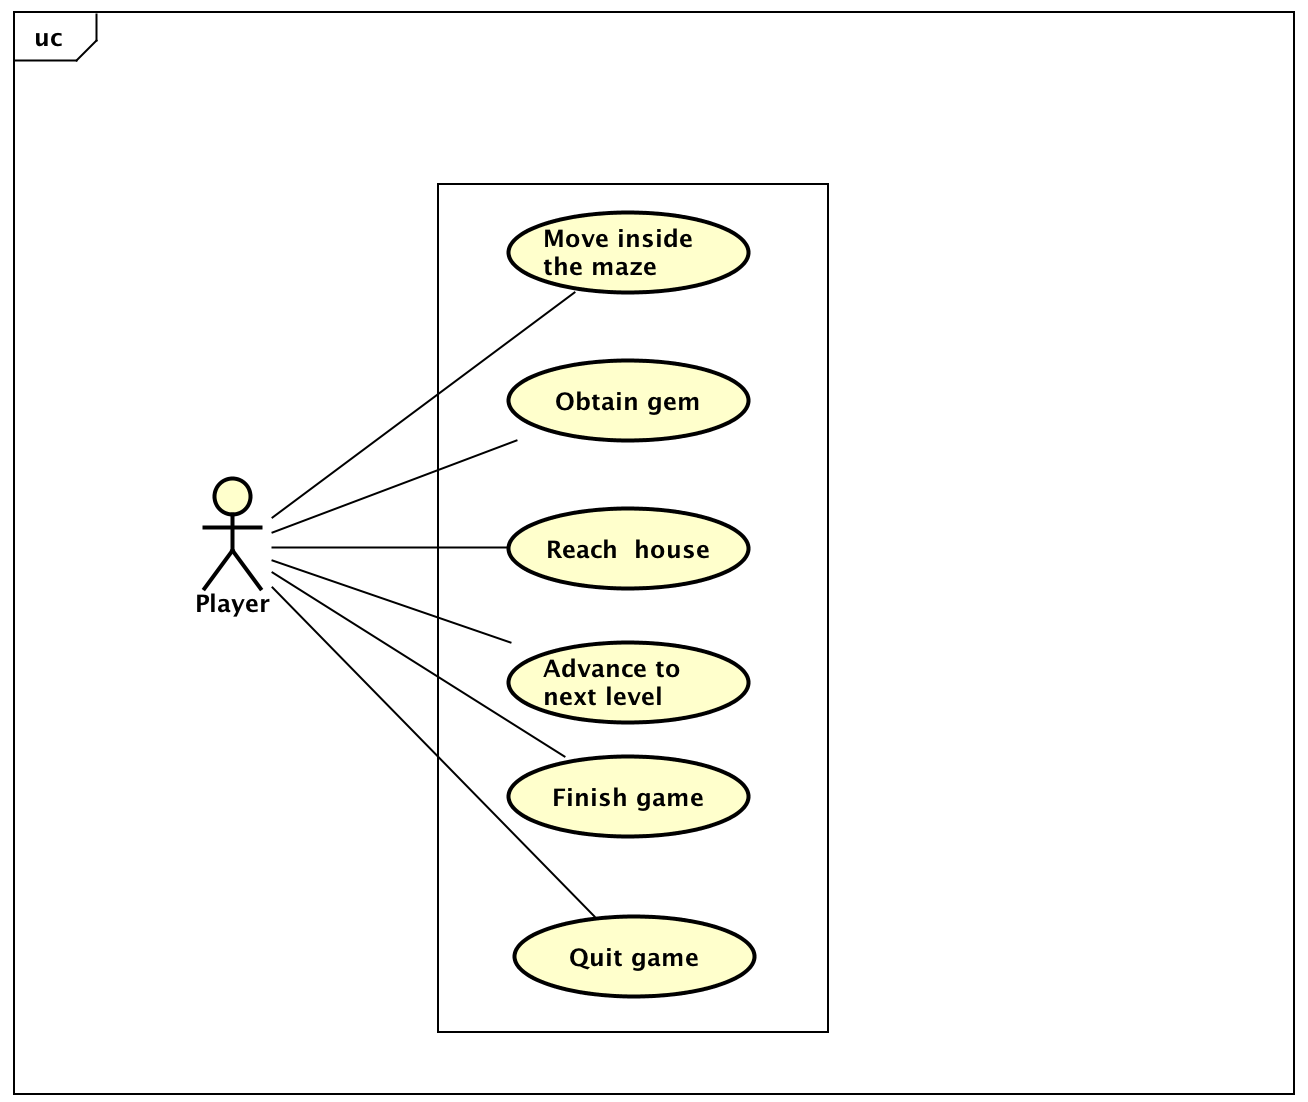 uc
Move inside
the maze
Obtain gem
Reach  house
Player
Advance to
next level
Finish game
Quit game